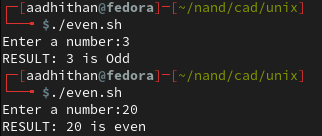 [aadhithan@fedora]-[~/nand/cad/unix]
$./even.sh
Enter a number:3
RESULT: 3 is Odd
[aadhithan@fedora]-[~/nand/cad/unix]
$./even.sh
Enter a number:20
RESULT: 20 is even